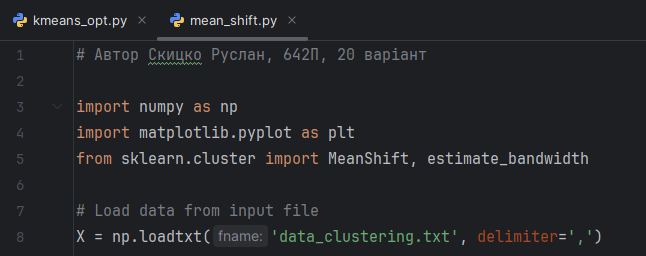 kmeans_opt.py mean_shift.py
1 # Автор Скицко Руслан, 642П, 20 варіант
2
3 import numpy as np
4 import matplotlib.pyplot as plt
5 from sklearn.cluster import MeanShift, estimate_bandwidth
6
7 # Load data from input file
8 X = np.loadtxt( fname: 'data_clustering.txt', delimiter=',')